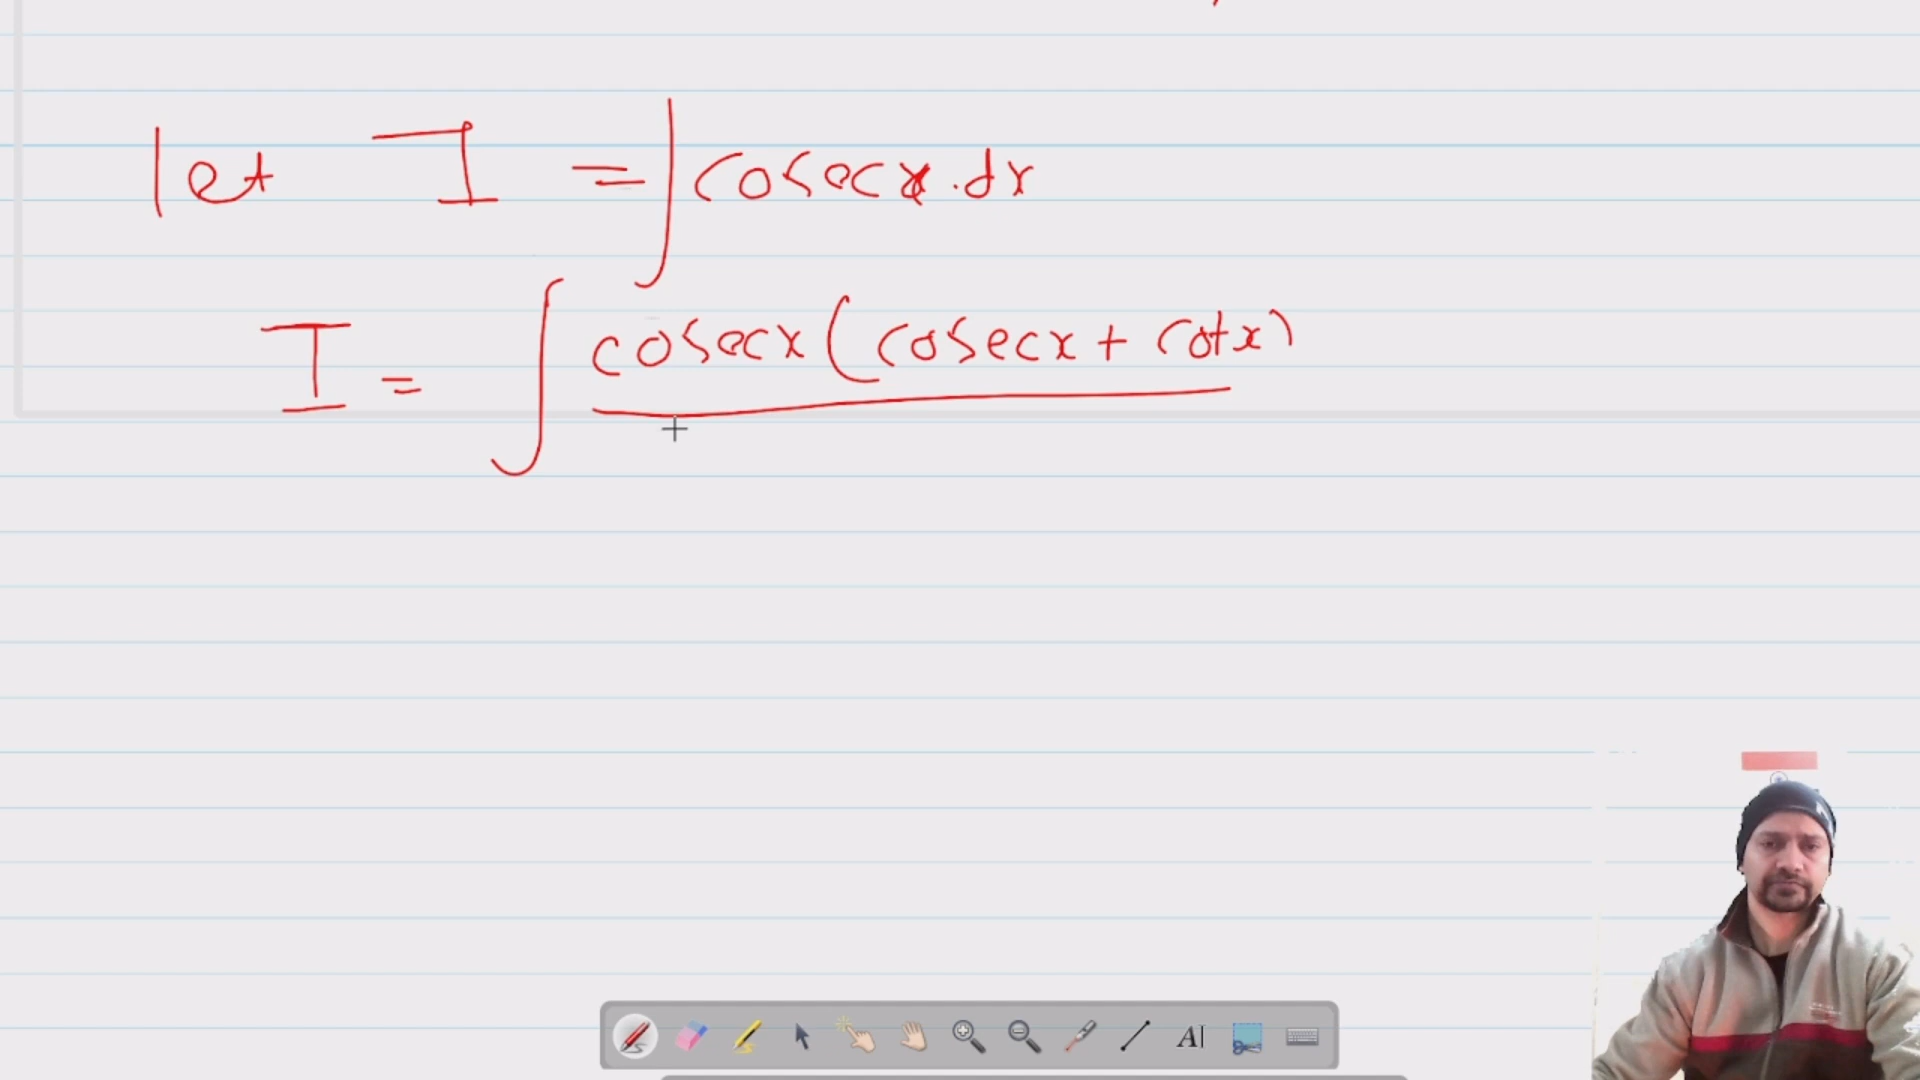 let I = ∫cosecx.dx
I = ∫ cosecx(cosecx + cotx)